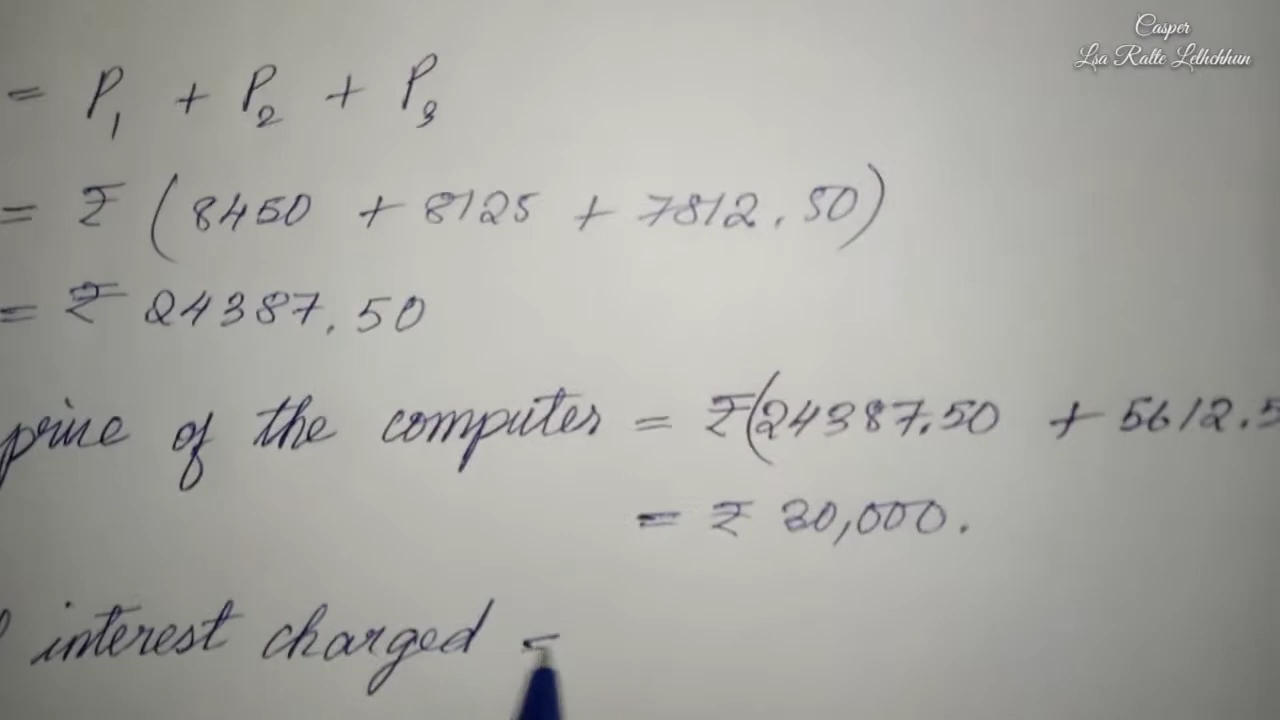 Casper
Lsa Ralte Lelhchhun
= P1 + P2 + P3
= ₹ (8450 + 8125 + 7812.50)
= ₹ 24387.50
price of the computer = ₹(24387.50 + 5612.5
= ₹ 30,000.
interest charged =